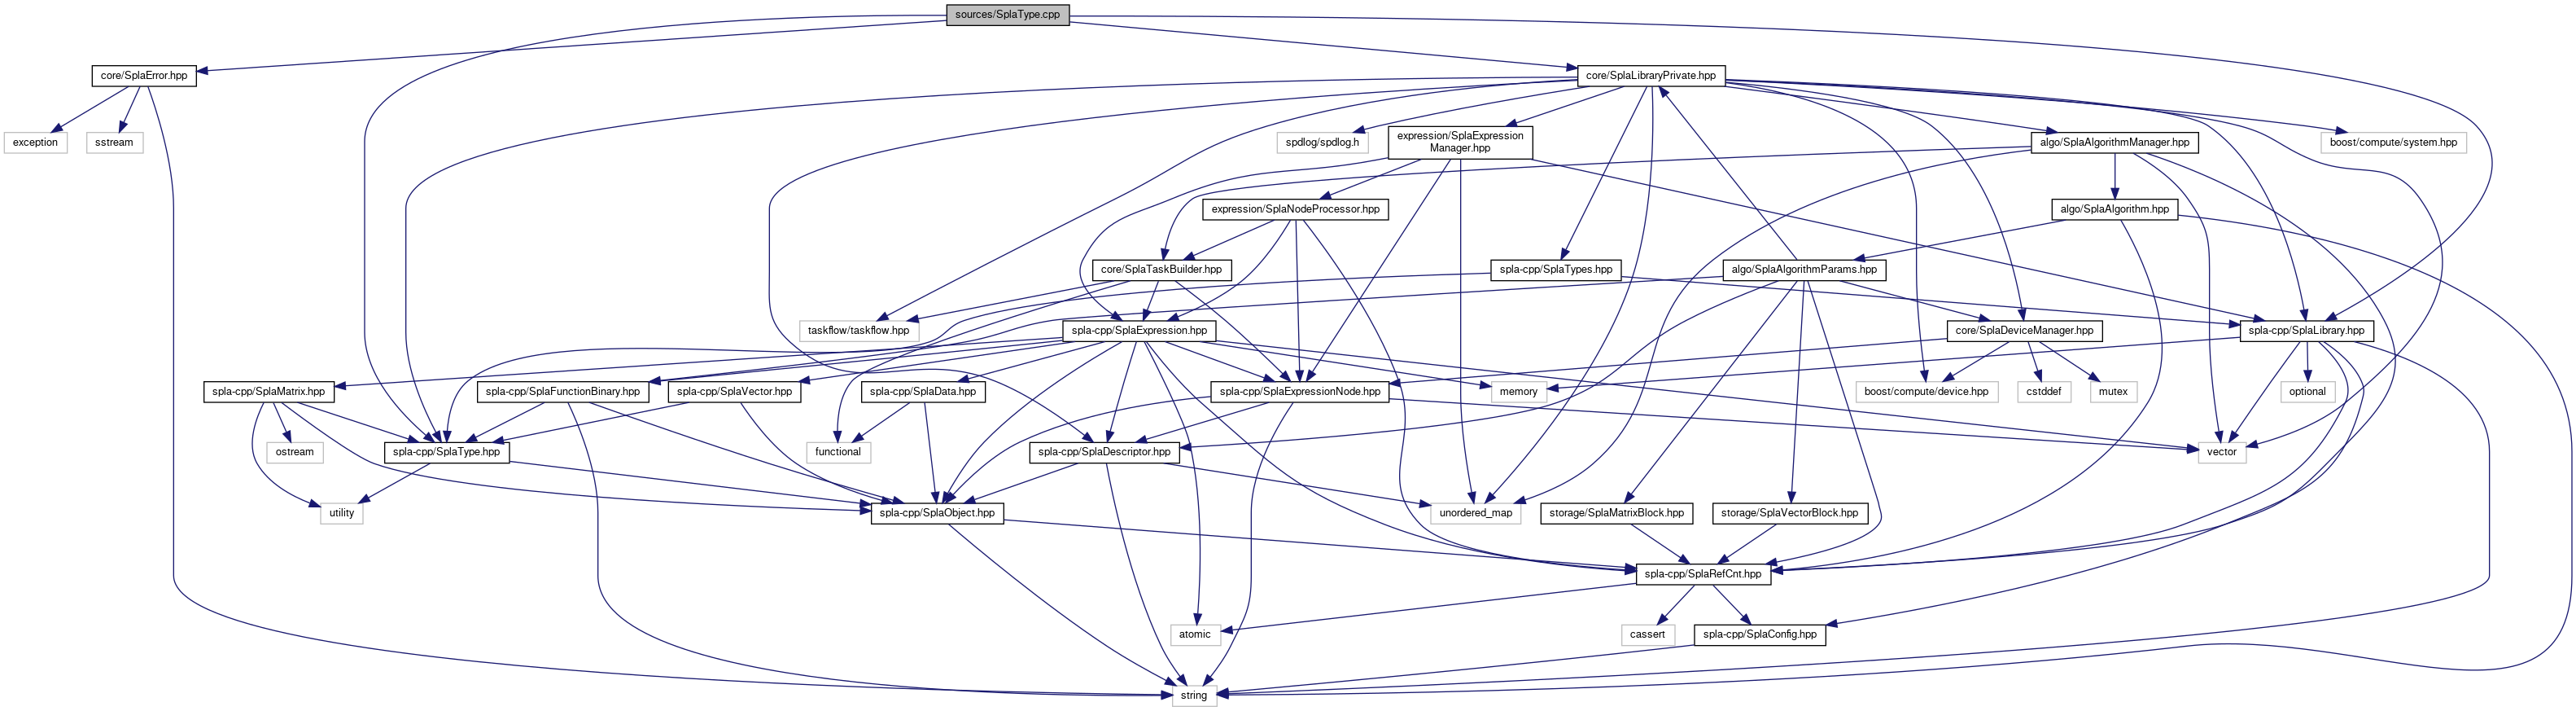 sources/SplaType.cpp
core/SplaError.hpp
core/SplaLibraryPrivate.hpp
exception
sstream
spdlog/spdlog.h
expression/SplaExpression
Manager.hpp
algo/SplaAlgorithmManager.hpp
boost/compute/system.hpp
expression/SplaNodeProcessor.hpp
algo/SplaAlgorithm.hpp
core/SplaTaskBuilder.hpp
spla-cpp/SplaTypes.hpp
algo/SplaAlgorithmParams.hpp
taskflow/taskflow.hpp
spla-cpp/SplaExpression.hpp
core/SplaDeviceManager.hpp
spla-cpp/SplaLibrary.hpp
spla-cpp/SplaMatrix.hpp
spla-cpp/SplaFunctionBinary.hpp
spla-cpp/SplaVector.hpp
spla-cpp/SplaData.hpp
spla-cpp/SplaExpressionNode.hpp
memory
boost/compute/device.hpp
cstddef
mutex
optional
spla-cpp/SplaType.hpp
ostream
functional
spla-cpp/SplaDescriptor.hpp
vector
utility
spla-cpp/SplaObject.hpp
unordered_map
storage/SplaMatrixBlock.hpp
storage/SplaVectorBlock.hpp
spla-cpp/SplaRefCnt.hpp
atomic
cassert
spla-cpp/SplaConfig.hpp
string